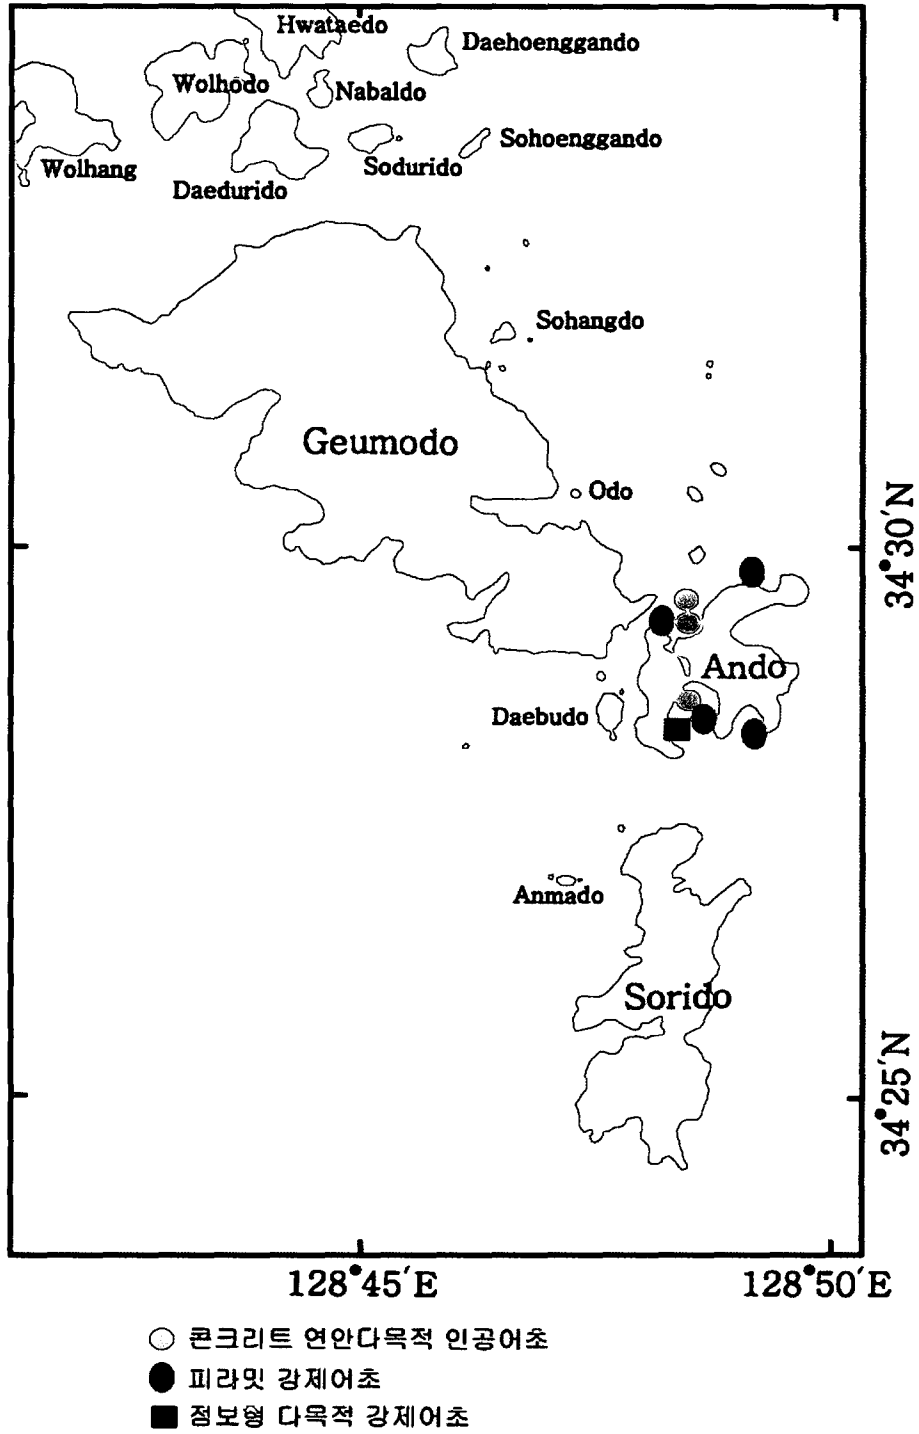 Hwataedo
Daehoenggando
Wolhodo
Nabaldo
Sohoenggando
Wolhang
Sodurido
Daedurido
Sohangdo
Geumodo
Odo
34°30′N
Ando
Daebudo
Anmado
Sorido
34°25′N
128°45′E
128°50′E
콘크리트 연안다목적 인공어초
피라밋 강제어초
점보형 다목적 강제어초